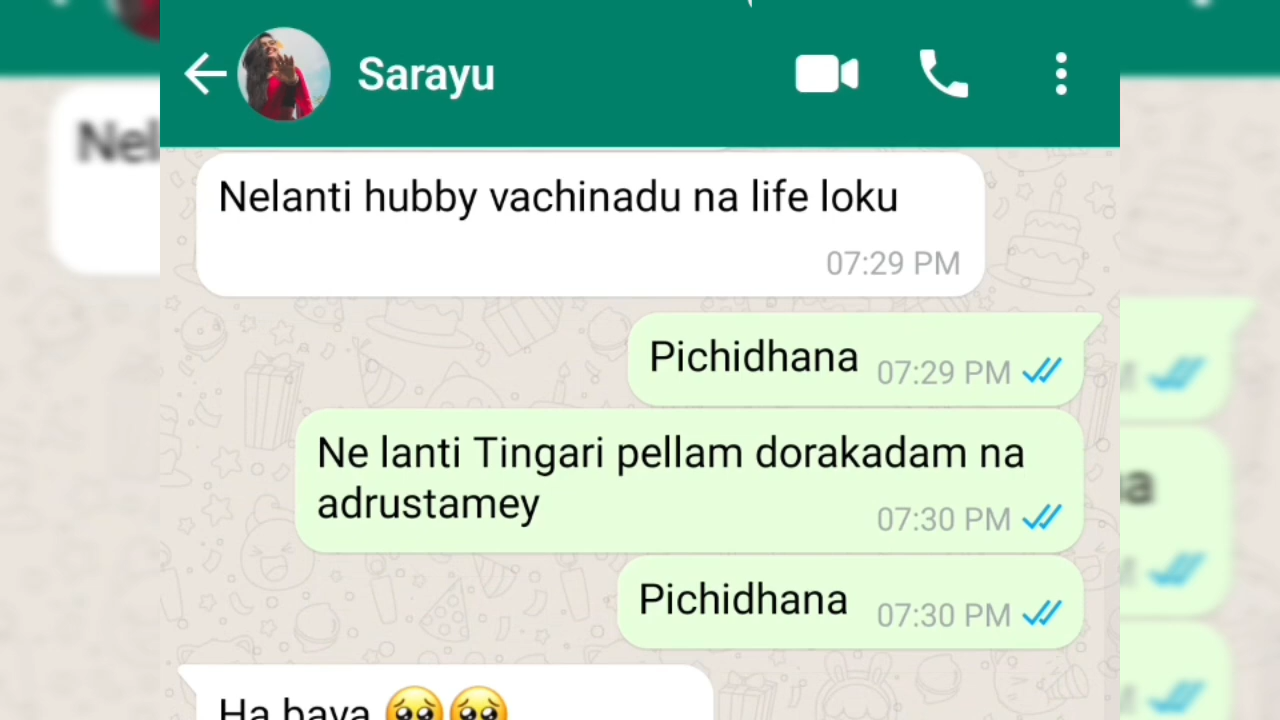 Sarayu
Nelanti hubby vachinadu na life loku
07:29 PM
Pichidhana 07:29 PM
Ne lanti Tingari pellam dorakadam na
adrustamey 07:30 PM
Pichidhana 07:30 PM
Ha bava 🥺🥺